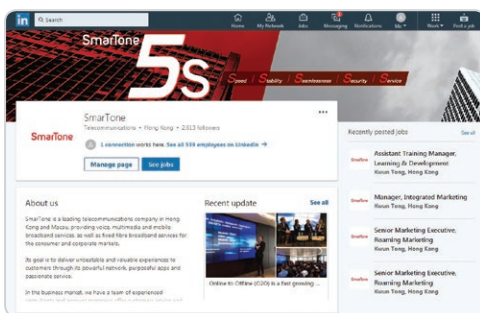 in Search Home My Network Jobs Messaging Notifications Me Work Post a job
SmarTone
5S
Speed | Stability | Seamlessness | Security | Service
SmarTone
SmarTone
Telecommunications • Hong Kong •
1 connection works here. See all 559 employees on LinkedIn →
Manage page See jobs
About us
SmarTone is a leading telecommunications company in Hong
Kong and Macau, providing voice, multimedia and mobile
broadband services, as well as fixed fibre broadband services for
the consumer and corporate markets.
Its goal is to deliver unbeatable and valuable experiences to
customers through its powerful network, purposeful apps and
passionate service.
In the business market, we have a team of experienced
Recent update See all
Online to Offline (O2O) is a fast growing ...
Recently posted jobs See all
SmarTone
Assistant Training Manager,
Learning & Development
Kwun Tong, Hong Kong
SmarTone
Manager, Integrated Marketing
Kwun Tong, Hong Kong
SmarTone
Senior Marketing Executive,
Roaming Marketing
Kwun Tong, Hong Kong
SmarTone
Senior Marketing Executive,
Roaming Marketing
Kwun Tong, Hong Kong